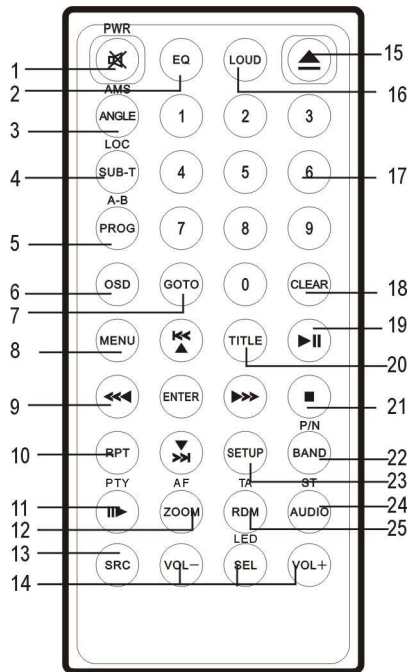 PWR
1
EQ
LOUD
15
2
16
AMS
3
ANGLE
1
2
3
LOC
4
SUB-T
4
5
6
17
A-B
5
PROG
7
8
9
6
OSD
GOTO
0
CLEAR
18
7
8
MENU
TITLE
19
20
9
ENTER
21
P/N
10
RPT
SETUP
BAND
22
23
PTY
AF
TA
ST
11
ZOOM
RDM
AUDIO
24
12
25
LED
13
SRC
VOL−
SEL
VOL+
14